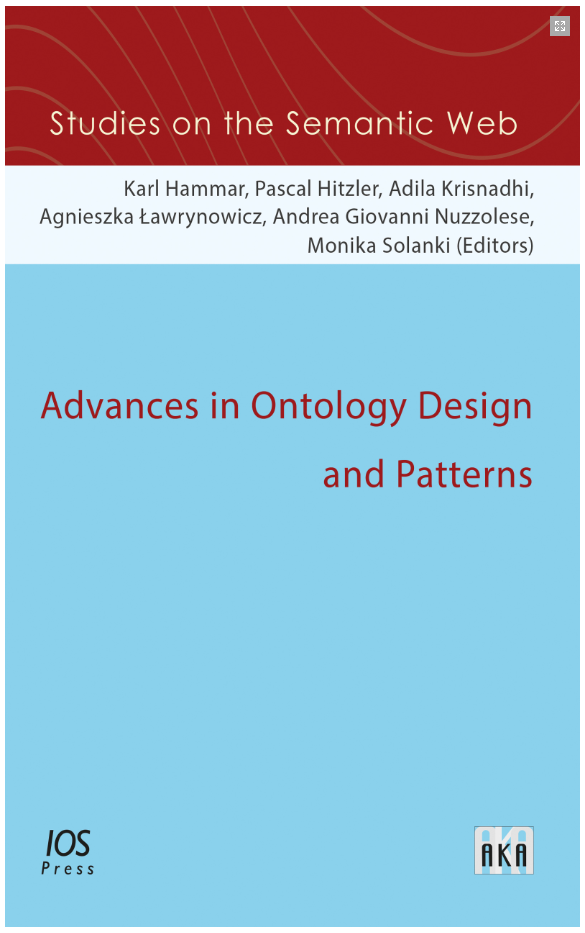 Studies on the Semantic Web
Karl Hammar, Pascal Hitzler, Adila Krisnadhi,
Agnieszka Ławrynowicz, Andrea Giovanni Nuzzolese,
Monika Solanki (Editors)
Advances in Ontology Design
and Patterns
IOS
Press
AKA